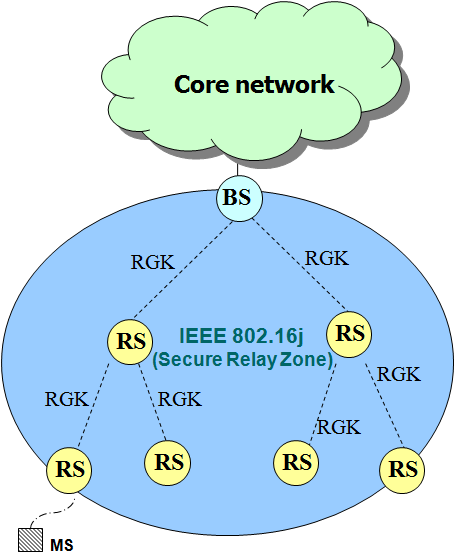 Core network
BS
RGK
RGK
RS
IEEE 802.16j
(Secure Relay Zone)
RS
RGK
RGK
RGK
RGK
RS
RS
RS
RS
MS